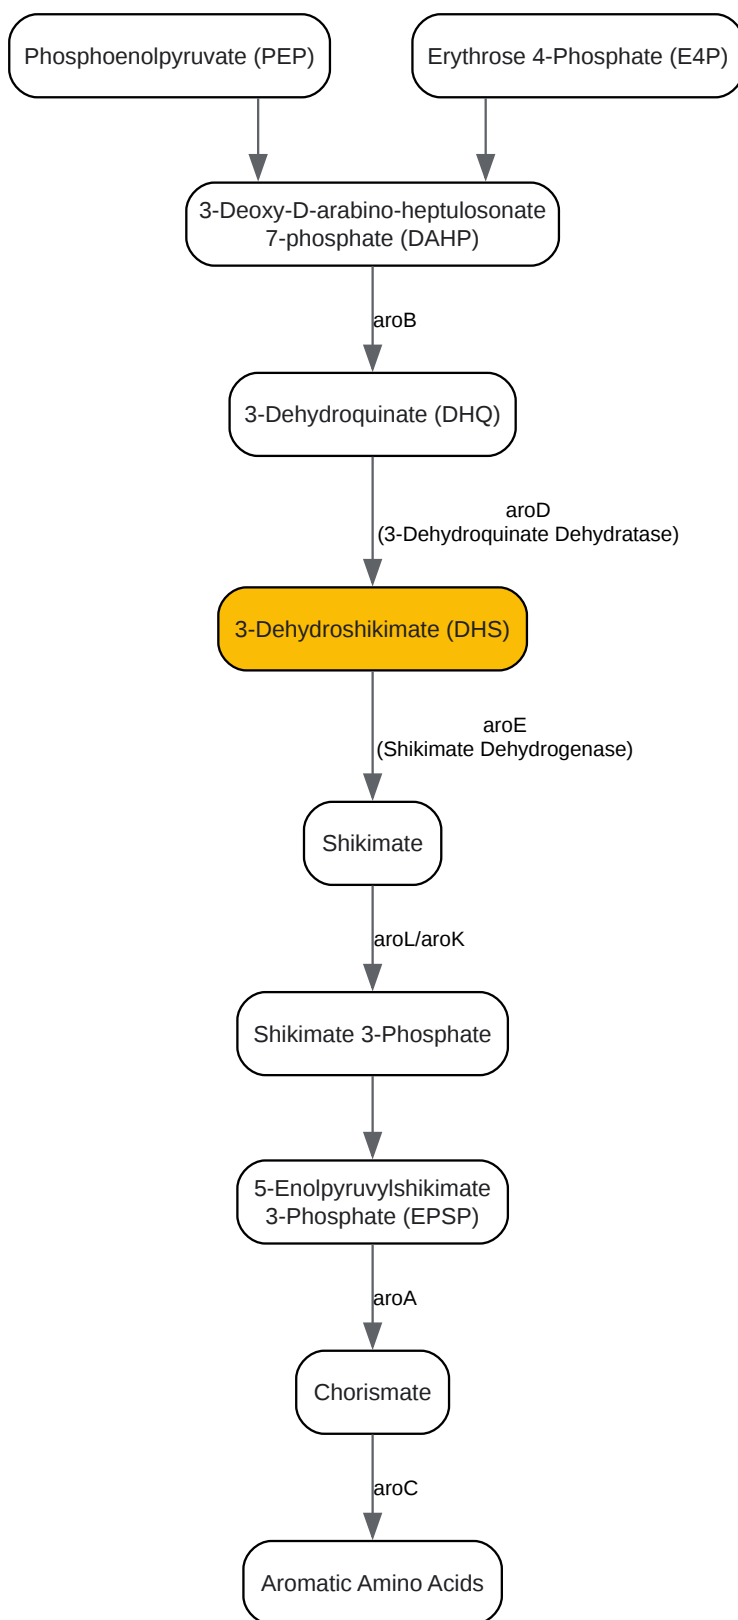 Phosphoenolpyruvate (PEP)
Erythrose 4-Phosphate (E4P)
3-Deoxy-D-arabino-heptulosonate
7-phosphate (DAHP)
aroB
3-Dehydroquinate (DHQ)
aroD
(3-Dehydroquinate Dehydratase)
3-Dehydroshikimate (DHS)
aroE
(Shikimate Dehydrogenase)
Shikimate
aroL/aroK
Shikimate 3-Phosphate
5-Enolpyruvylshikimate
3-Phosphate (EPSP)
aroA
Chorismate
aroC
Aromatic Amino Acids